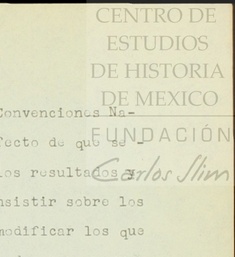 CENTRO DE
ESTUDIOS
DE HISTORIA
DE MEXICO
Convenciones Na-
FUNDACIÓN
fecto de que se -
Carlos Slim
los resultados y
nsistir sobre los
modificar los que